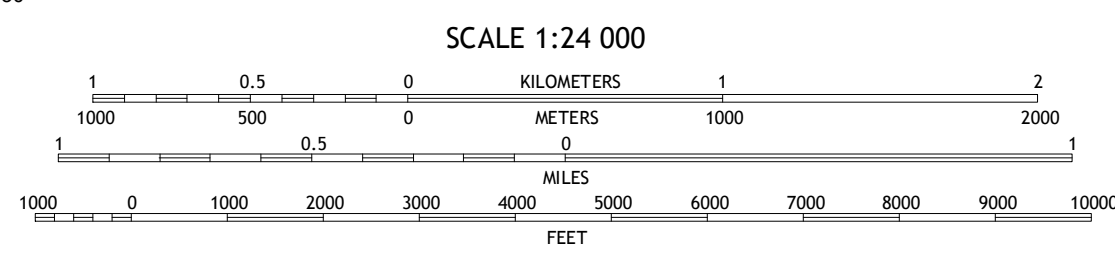 SCALE 1:24 000
1 0.5 0 KILOMETERS 1 2
1000 500 0 METERS 1000 2000
1 0.5 0 1
MILES
1000 0 1000 2000 3000 4000 5000 6000 7000 8000 9000 10000
FEET